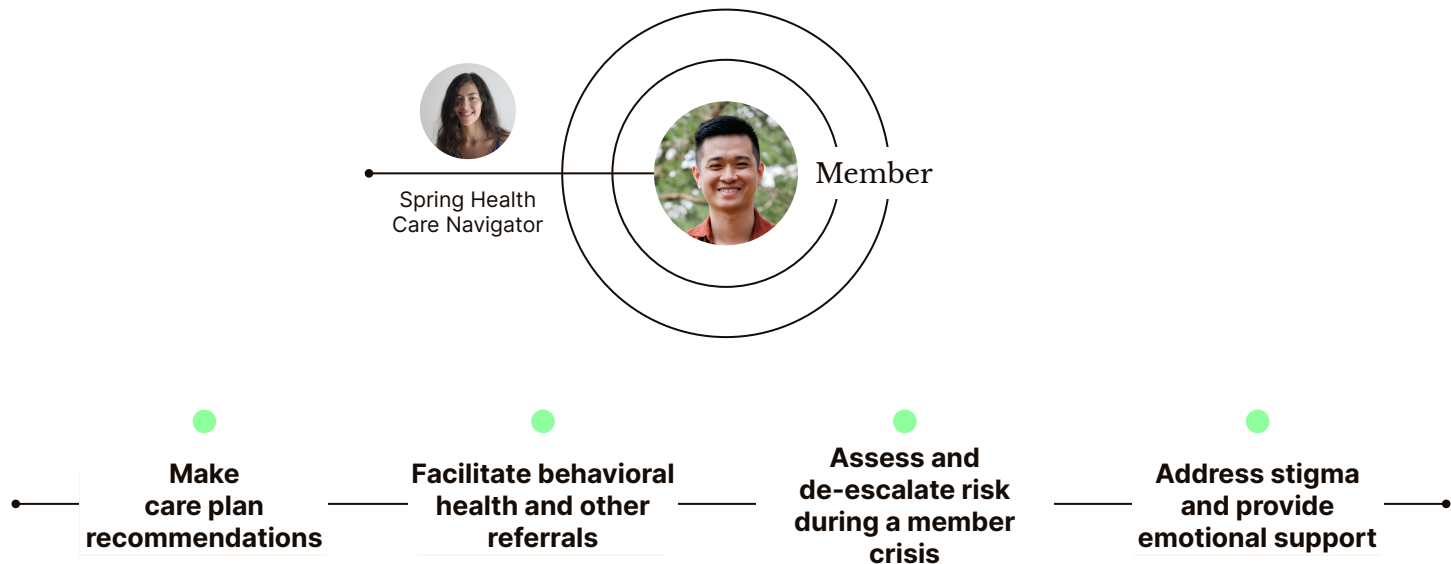 Member
Spring Health
Care Navigator
Make
care plan
recommendations
Facilitate behavioral
health and other
referrals
Assess and
de-escalate risk
during a member
crisis
Address stigma
and provide
emotional support